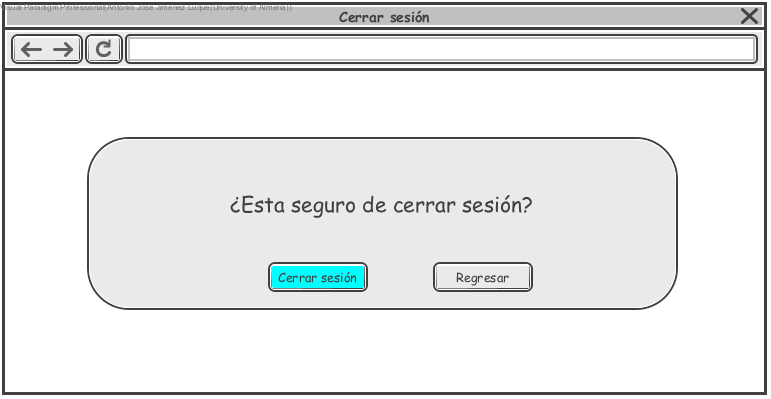 Visual Paradigm Professional(Antonio José Jiménez Luque(University of Almeria))
Cerrar sesión
¿Esta seguro de cerrar sesión?
Cerrar sesión
Regresar